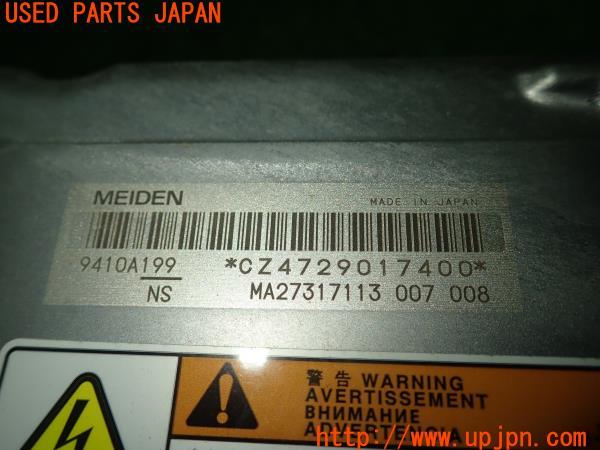 USED PARTS JAPAN
MEIDEN MADE IN JAPAN
9410A199 *CZ4729017400*
NS MA27317113 007 008
警告 WARNING
AVERTISSEMENT
ВНИМАНИЕ
ADVERTENCIA
http://www.upjpn.com/